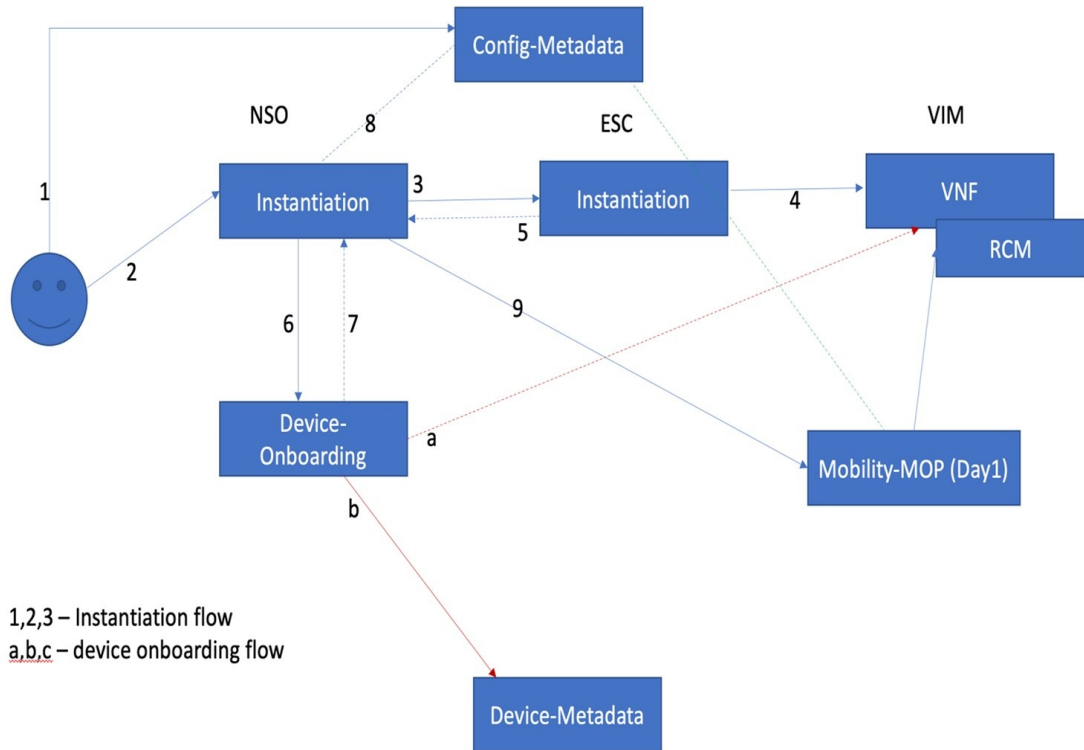 Config-Metadata
NSO
8
ESC
VIM
1
Instantiation
3
Instantiation
4
VNF
5
RCM
2
6
7
9
Device-
Onboarding
a
Mobility-MOP (Day1)
b
1,2,3 – Instantiation flow
a,b,c – device onboarding flow
Device-Metadata